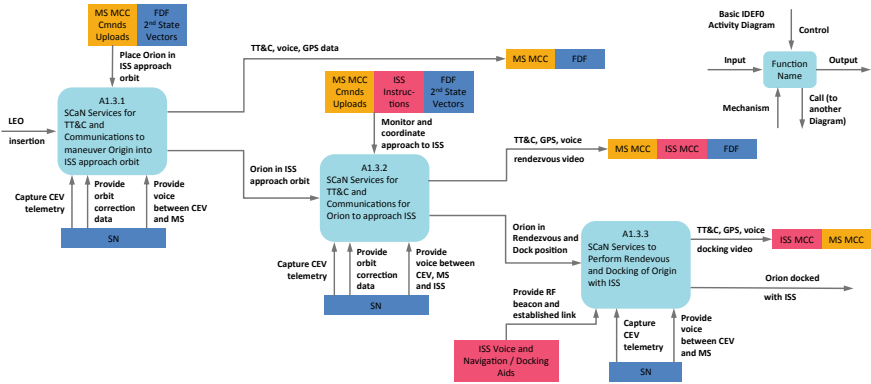 MS MCC
Cmnds
Uploads
FDF
2nd State
Vectors
Place Orion in
ISS approach
orbit
TT&C, voice, GPS data
MS MCC
FDF
Basic IDEF0
Activity Diagram
Control
Input
Function
Name
Output
Mechanism
Call (to
another
Diagram)
LEO
insertion
A1.3.1
SCaN Services for
TT&C and
Communications to
maneuver Origin into
ISS approach orbit
Capture CEV
telemetry
Provide
orbit
correction
data
Provide
voice
between CEV
and MS
SN
MS MCC
Cmnds
Uploads
ISS
Instruc-
tions
FDF
2nd State
Vectors
Monitor and
coordinate
approach to ISS
Orion in ISS
approach orbit
A1.3.2
SCaN Services for
TT&C and
Communications for
Orion to approach ISS
TT&C, GPS, voice
rendezvous video
MS MCC
ISS MCC
FDF
Capture CEV
telemetry
Provide
orbit
correction
data
Provide
voice between
CEV, MS
and ISS
SN
Orion in
Rendezvous and
Dock position
A1.3.3
SCaN Services to
Perform Rendevous
and Docking of Origin
with ISS
TT&C, GPS, voice
docking video
ISS MCC
MS MCC
Orion docked
with ISS
Provide RF
beacon and
established link
ISS Voice and
Navigation / Docking
Aids
Capture
CEV
telemetry
Provide
voice
between CEV
and MS
SN